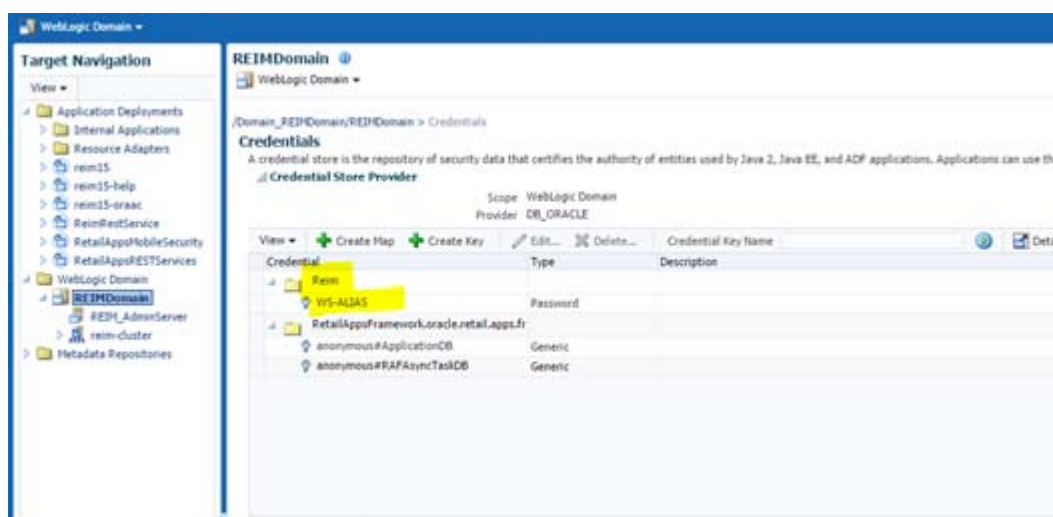 WebLogic Domain
Target Navigation
View
Application Deployments
Internal Applications
Resource Adapters
reim15
reim15-help
reim15-oraac
ReimRestService
RetailAppsMobileSecurity
RetailAppsRESTServices
WebLogic Domain
REIMDomain
REIM_AdminServer
reim-cluster
Metadata Repositories
REIMDomain
WebLogic Domain
/Domain_REIMDomain/REIMDomain > Credentials
Credentials
A credential store is the repository of security data that certifies the authority of entities used by Java 2, Java EE, and ADF applications. Applications can use th
Credential Store Provider
Scope WebLogic Domain
Provider DB_ORACLE
View Create Map Create Key Edit... Delete... Credential Key Name Deta
Credential Type Description
Reim
WS-ALIAS Password
RetailAppsFramework.oracle.retail.apps.fr
anonymous#ApplicationDB Generic
anonymous#RAFAsyncTaskDB Generic